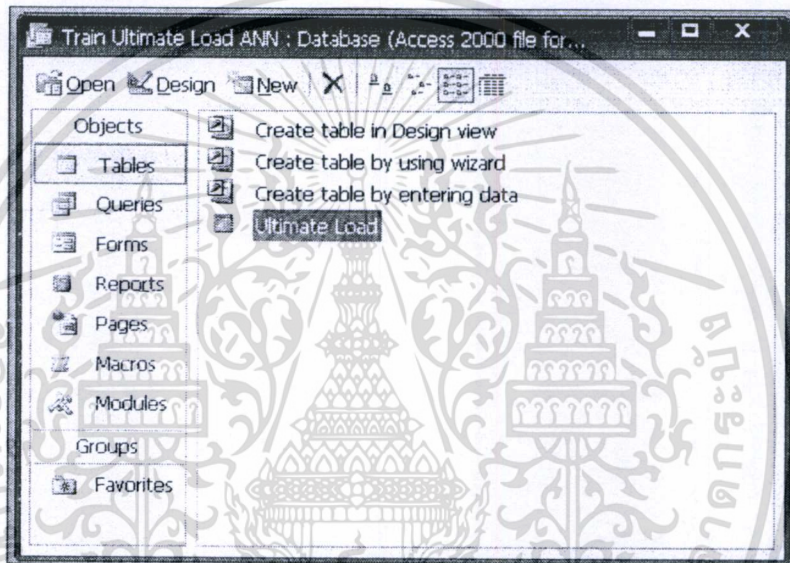 Train Ultimate Load ANN : Database (Access 2000 file for...
Open Design New
Objects
Tables
Queries
Forms
Reports
Pages
Macros
Modules
Groups
Favorites
Create table in Design view
Create table by using wizard
Create table by entering data
Ultimate Load